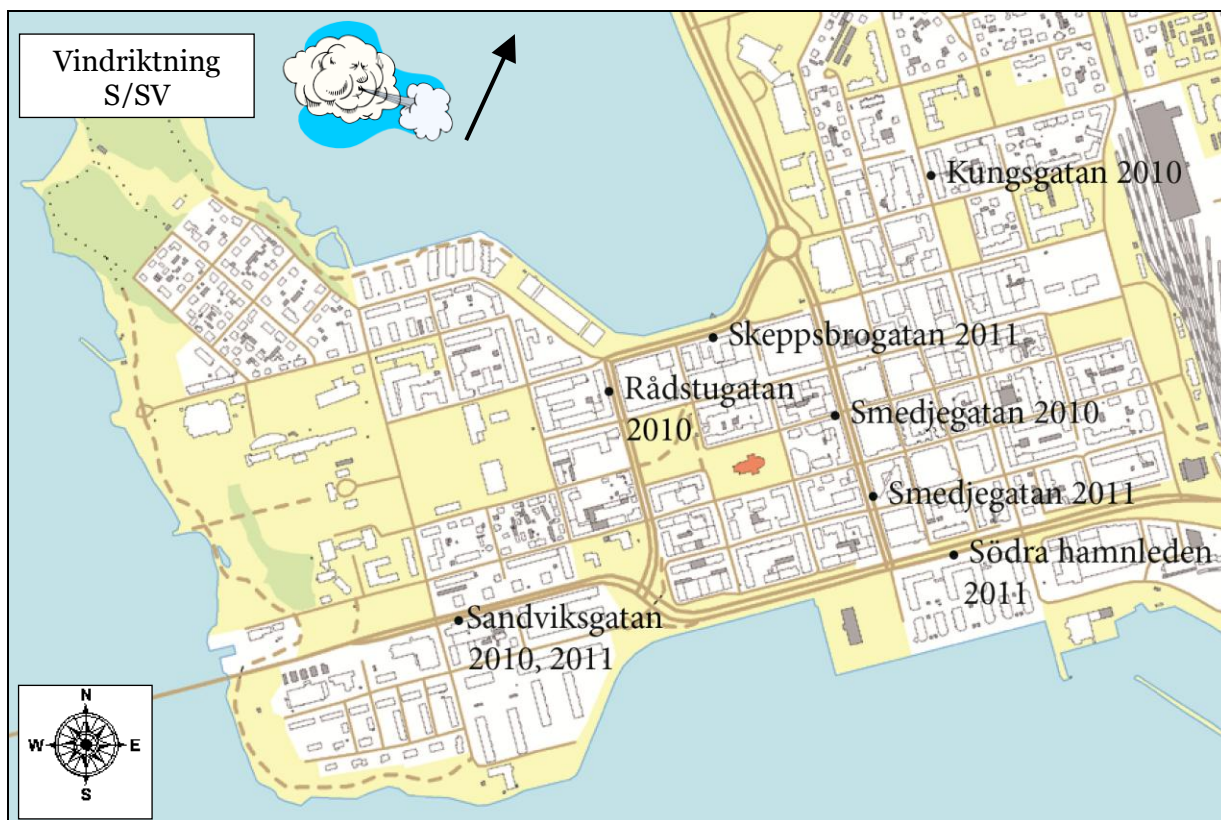 Vindriktning
S/SV
Kungsgatan 2010
Skeppsbrogatan 2011
Rådstugatan
2010
Smedjegatan 2010
Smedjegatan 2011
Södra hamnleden
2011
Sandviksgatan
2010, 2011
N
W E
S